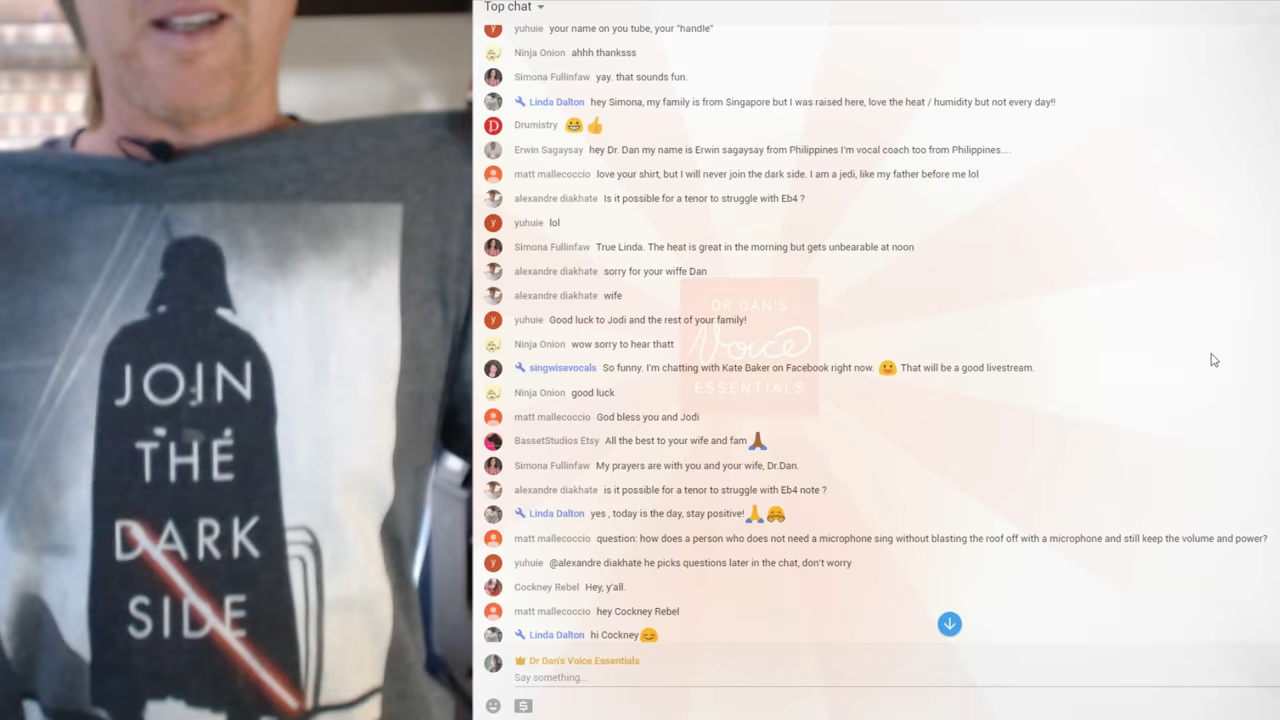 JOIN
THE
DARK
SIDE
Top chat
y yuhuie your name on you tube, your "handle"
Ninja Onion ahhh thanksss
Simona Fullinfaw yay. that sounds fun.
Linda Dalton hey Simona, my family is from Singapore but I was raised here, love the heat / humidity but not every day!!
D Drumistry 😀👍
Erwin Sagaysay hey Dr. Dan my name is Erwin sagaysay from Philippines I'm vocal coach too from Philippines....
matt mallecoccio love your shirt, but I will never join the dark side. I am a jedi, like my father before me lol
alexandre diakhate Is it possible for a tenor to struggle with Eb4 ?
y yuhuie lol
Simona Fullinfaw True Linda. The heat is great in the morning but gets unbearable at noon
alexandre diakhate sorry for your wiffe Dan
alexandre diakhate wife
y yuhuie Good luck to Jodi and the rest of your family!
Ninja Onion wow sorry to hear thatt
singwisevocals So funny. I'm chatting with Kate Baker on Facebook right now. 😃 That will be a good livestream.
Ninja Onion good luck
matt mallecoccio God bless you and Jodi
BassetStudios Etsy All the best to your wife and fam 🙏🏾
Simona Fullinfaw My prayers are with you and your wife, Dr.Dan.
alexandre diakhate is it possible for a tenor to struggle with Eb4 note ?
Linda Dalton yes , today is the day, stay positive!🙏🤗
matt mallecoccio question: how does a person who does not need a microphone sing without blasting the roof off with a microphone and still keep the volume and power?
y yuhuie @alexandre diakhate he picks questions later in the chat, don't worry
Cockney Rebel Hey, y'all.
matt mallecoccio hey Cockney Rebel
Linda Dalton hi Cockney😊
Dr Dan's Voice Essentials
Say something...
$
DR DAN'S
Voice
ESSENTIALS